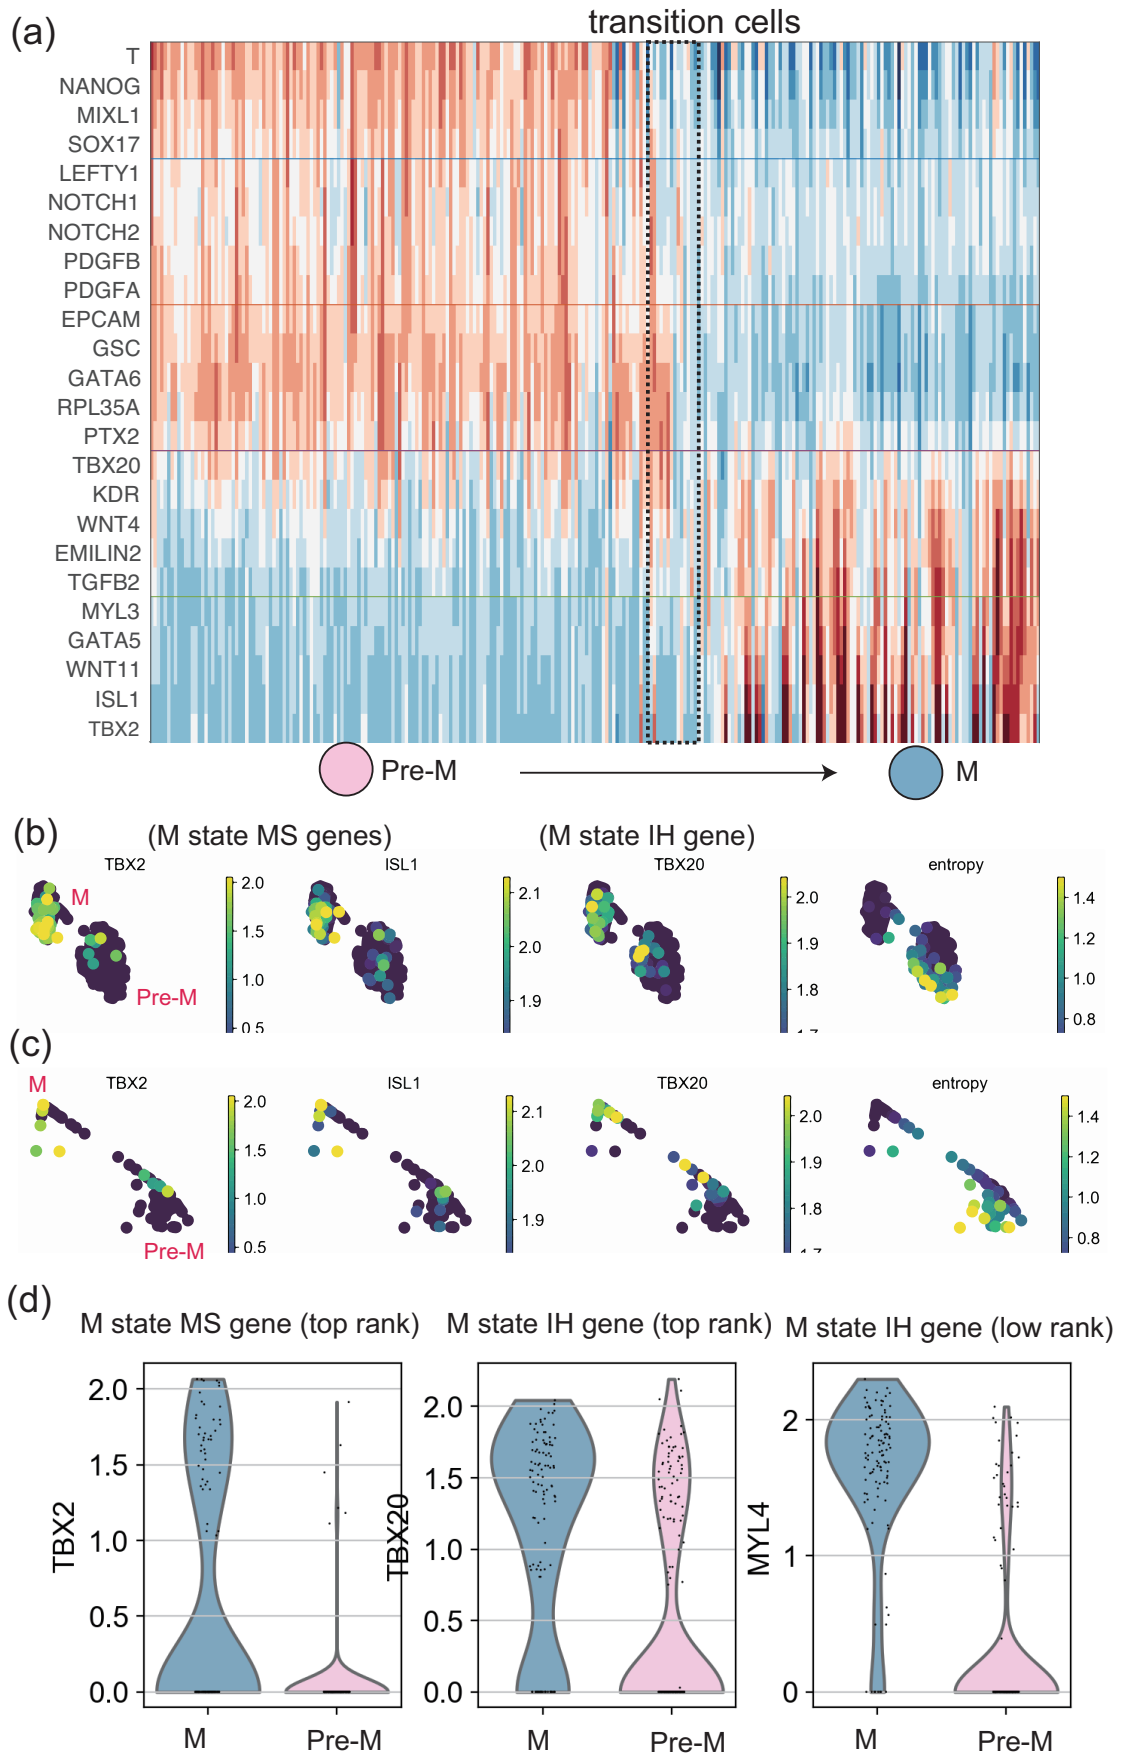 (a)
transition cells
T
NANOG
MIXL1
SOX17
LEFTY1
NOTCH1
NOTCH2
PDGFB
PDGFA
EPCAM
GSC
GATA6
RPL35A
PTX2
TBX20
KDR
WNT4
EMILIN2
TGFB2
MYL3
GATA5
WNT11
ISL1
TBX2
Pre-M
M
(b)
(M state MS genes)
(M state IH gene)
TBX2
ISL1
TBX20
entropy
M
Pre-M
2.0
1.5
1.0
0.5
2.1
2.0
1.9
2.0
1.9
1.8
1.7
1.4
1.2
1.0
0.8
(c)
TBX2
ISL1
TBX20
entropy
M
Pre-M
2.0
1.5
1.0
0.5
2.1
2.0
1.9
2.0
1.9
1.8
1.7
1.4
1.2
1.0
0.8
(d)
M state MS gene (top rank)
M state IH gene (top rank)
M state IH gene (low rank)
TBX2
2.0
1.5
1.0
0.5
0.0
M
Pre-M
TBX20
2.0
1.5
1.0
0.5
0.0
M
Pre-M
MYL4
2
1
0
M
Pre-M